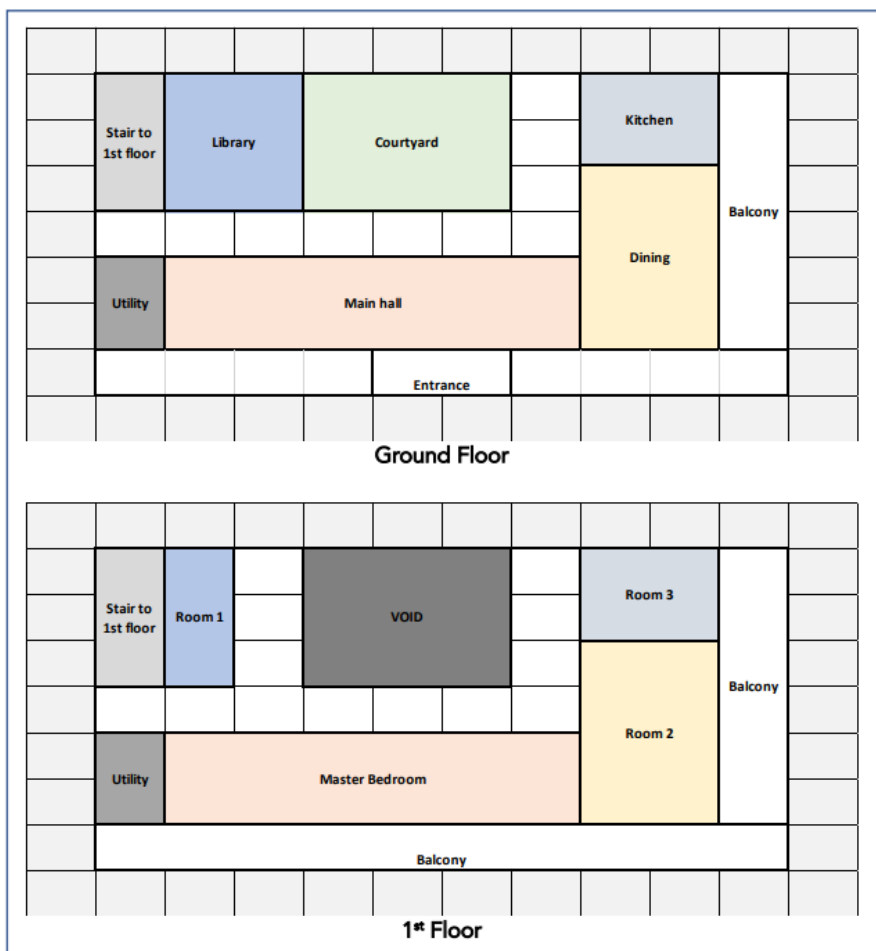 Stair to
1st floor
Library
Courtyard
Kitchen
Balcony
Dining
Utility
Main hall
Entrance
Ground Floor
Stair to
1st floor
Room 1
VOID
Room 3
Balcony
Room 2
Utility
Master Bedroom
Balcony
1st Floor